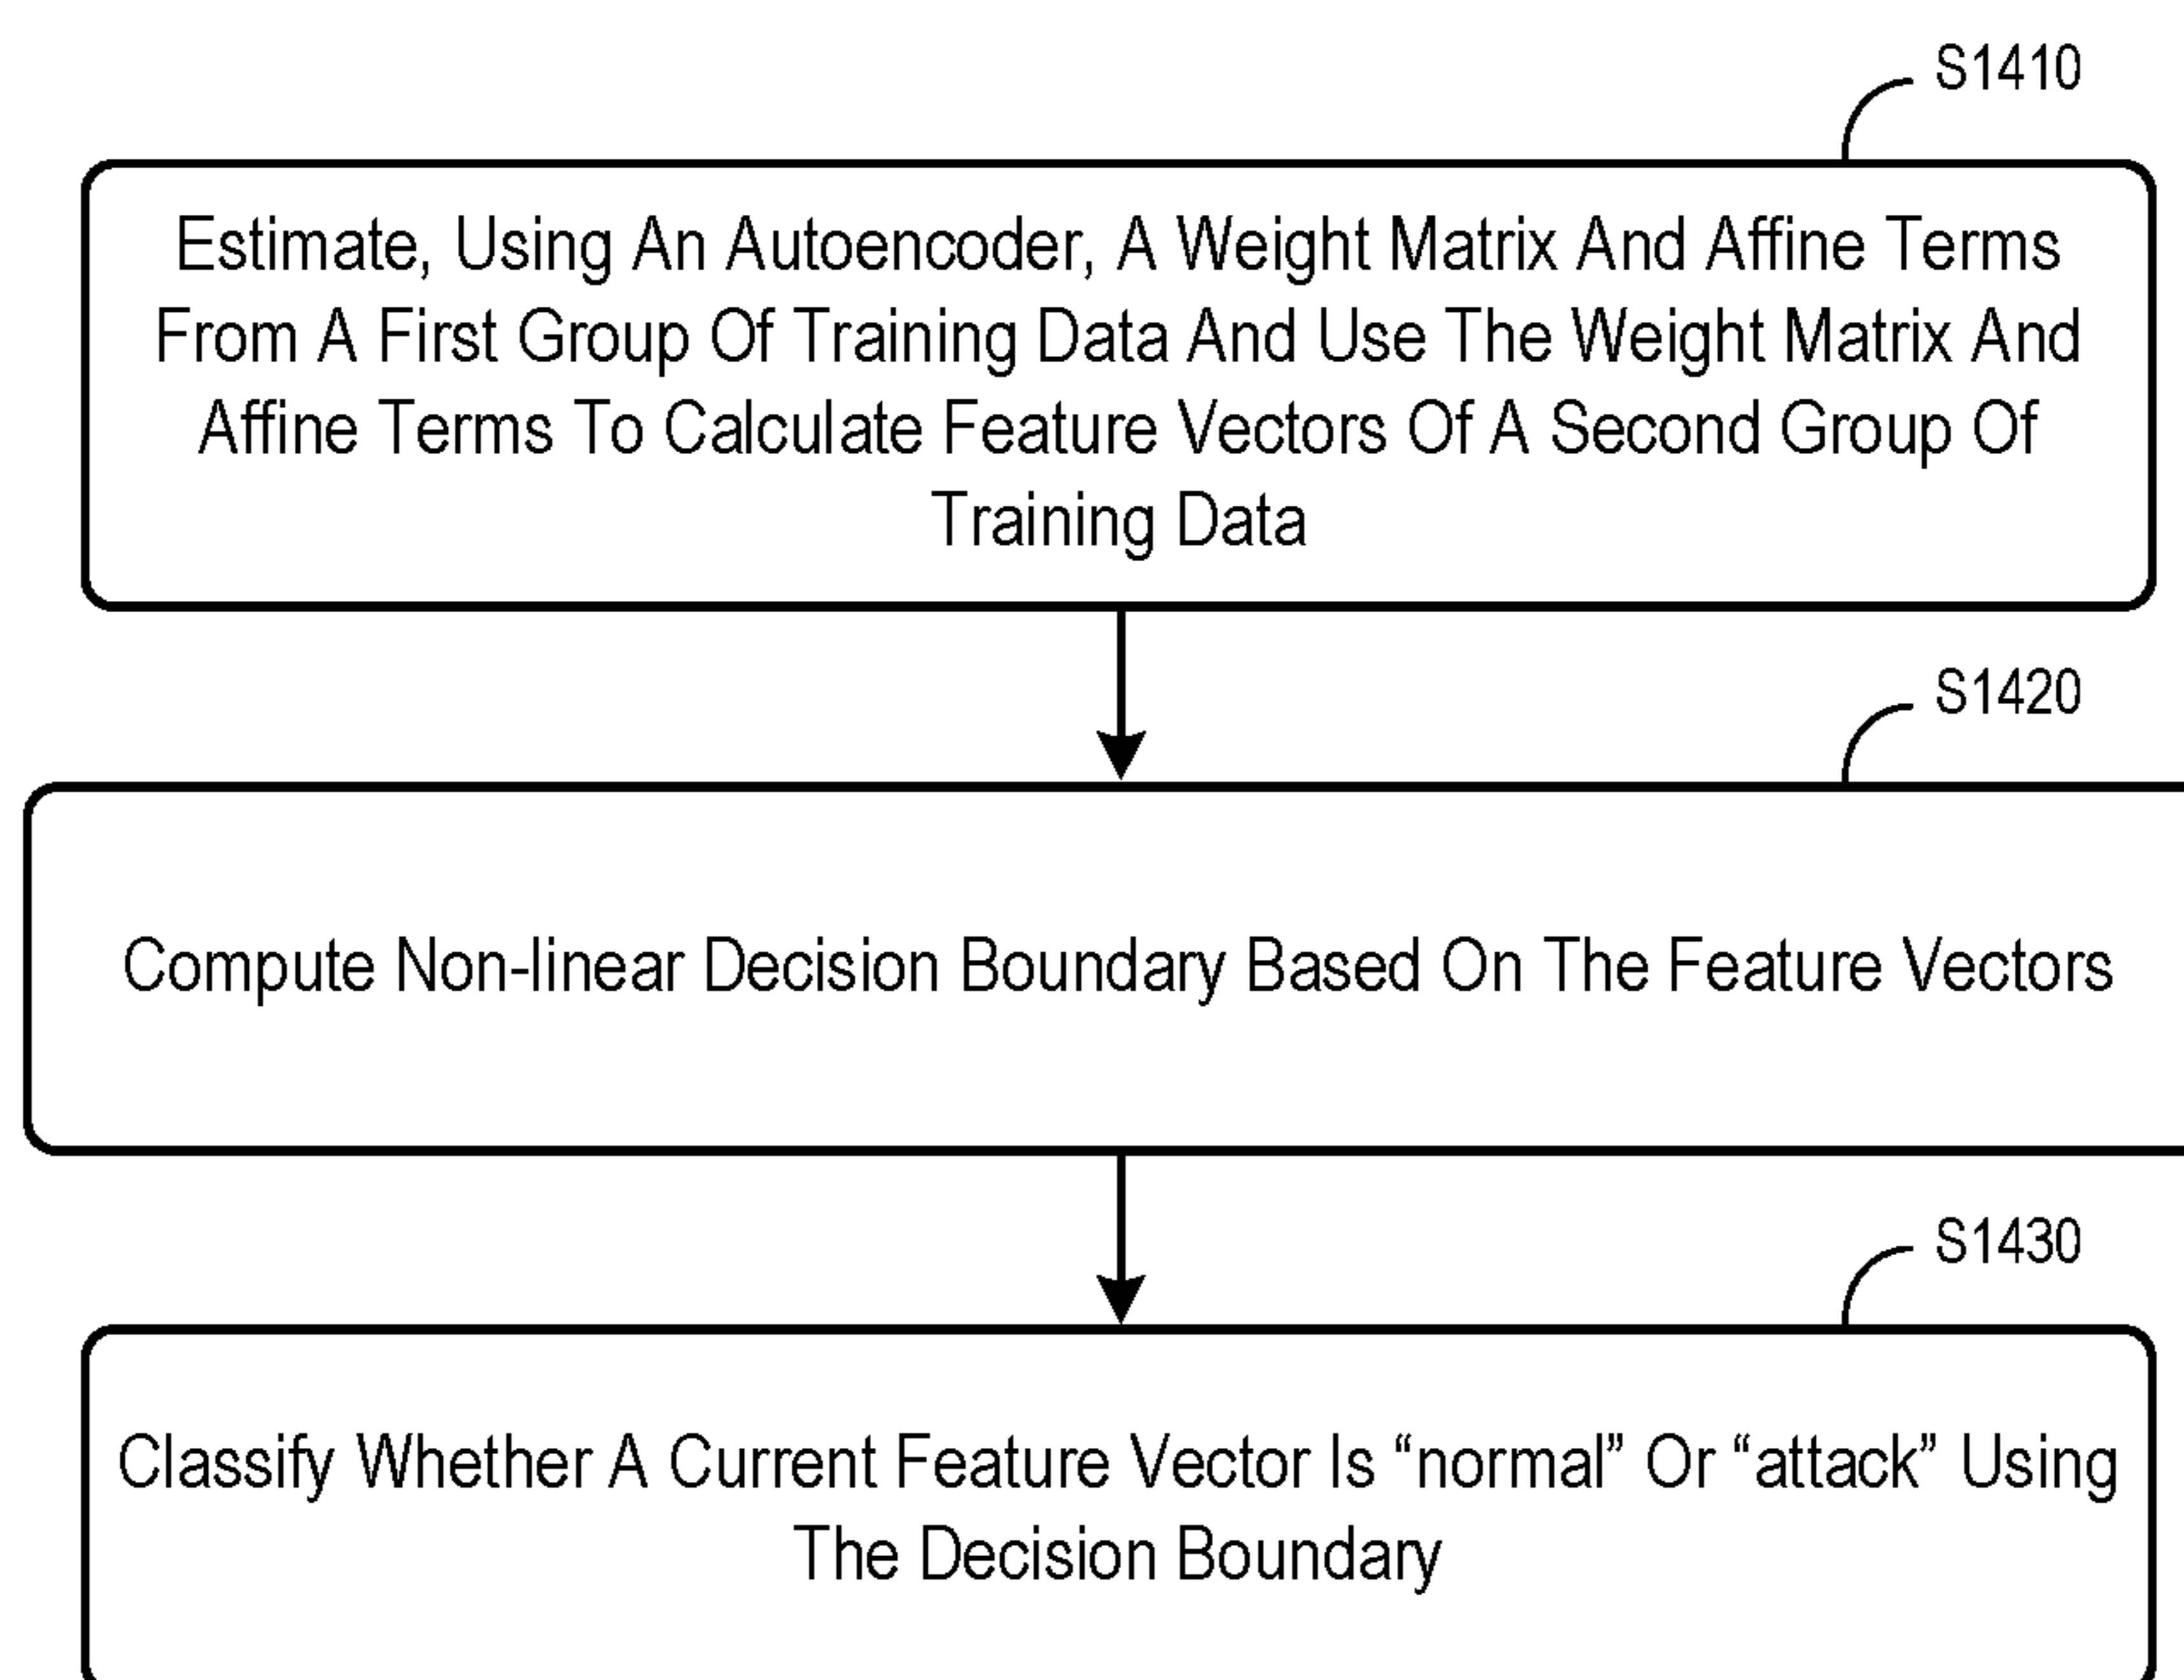 S1410
Estimate, Using An Autoencoder, A Weight Matrix And Affine Terms
From A First Group Of Training Data And Use The Weight Matrix And
Affine Terms To Calculate Feature Vectors Of A Second Group Of
Training Data
S1420
Compute Non-linear Decision Boundary Based On The Feature Vectors
S1430
Classify Whether A Current Feature Vector Is “normal” Or “attack” Using
The Decision Boundary